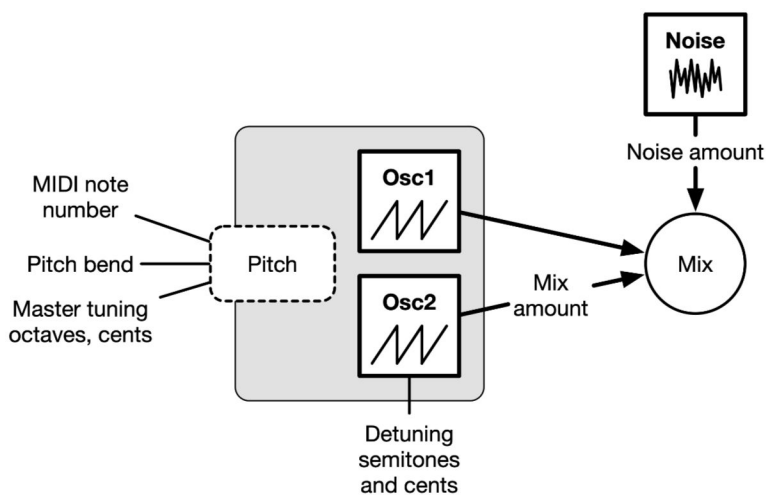 Noise
Noise amount
Osc1
MIDI note
number
Pitch bend
Pitch
Master tuning
octaves, cents
Osc2
Mix
amount
Mix
Detuning
semitones
and cents